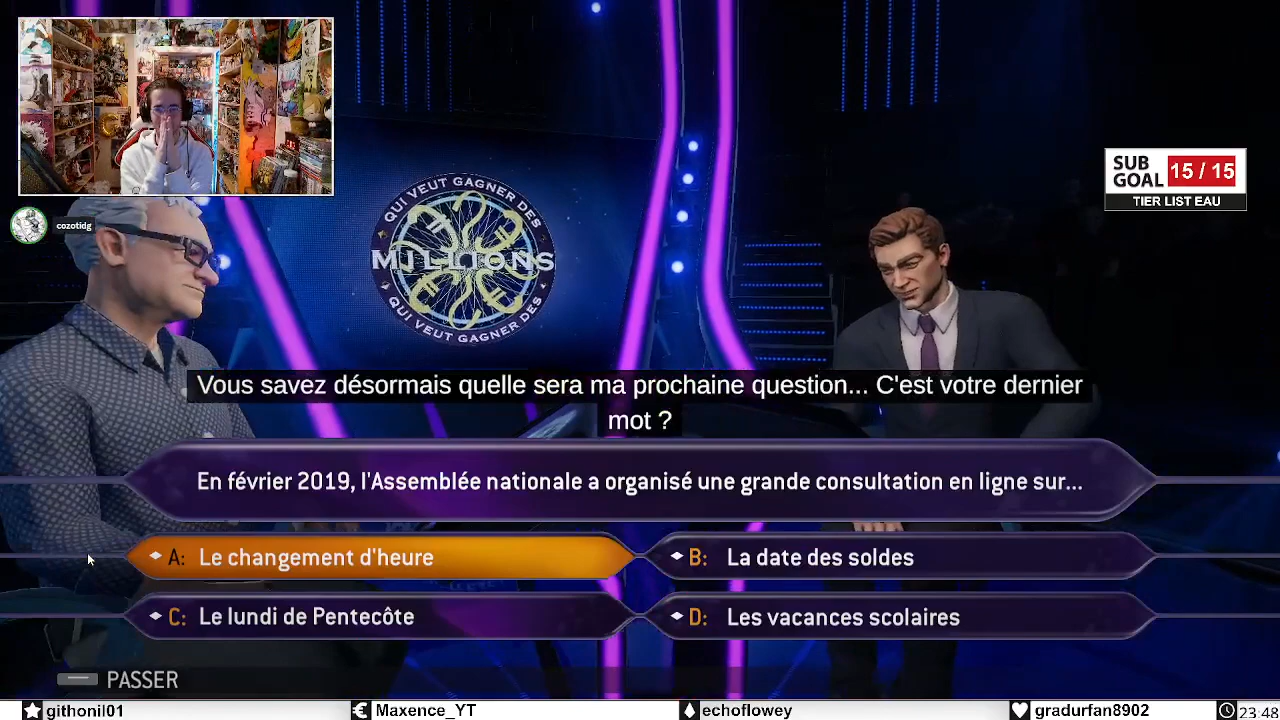 SUB
GOAL
15 / 15
TIER LIST EAU
cozotidg
QUI VEUT GAGNER DES
MILLIONS
QUI VEUT GAGNER DES
Vous savez désormais quelle sera ma prochaine question... C'est votre dernier
mot ?
En février 2019, l'Assemblée nationale a organisé une grande consultation en ligne sur...
A: Le changement d'heure
B: La date des soldes
C: Le lundi de Pentecôte
D: Les vacances scolaires
PASSER
githonil01
Maxence_YT
echoflowey
gradurfan8902
23:48